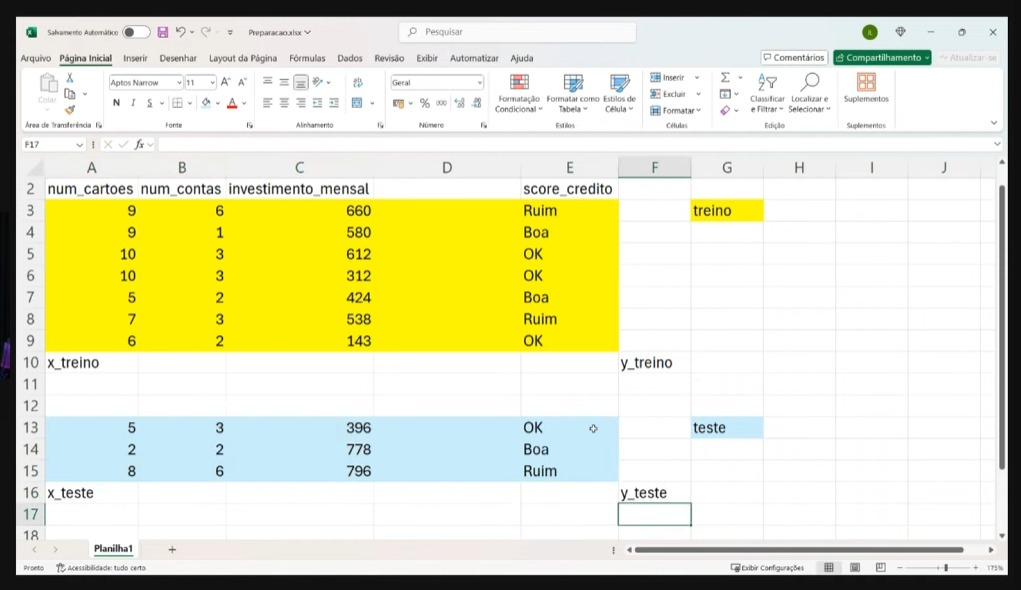 Salvamento Automático
Preparacao.xlsx
Pesquisar
Arquivo Página Inicial Inserir Desenhar Layout da Página Fórmulas Dados Revisão Exibir Automatizar Ajuda
Comentários Compartilhamento Atualizar-se
Colar
Aptos Narrow 11
N I S
Geral
Formatação Condicional
Formatar como Tabela
Estilos de Célula
Inserir
Excluir
Formatar
Classificar e Filtrar
Localizar e Selecionar
Suplementos
Área de Transferência Fonte Alinhamento Número Estilos Células Edição Suplementos
F17 fx
A B C D E F G H I J
2 num_cartoes num_contas investimento_mensal score_credito
3 9 6 660 Ruim treino
4 9 1 580 Boa
5 10 3 612 OK
6 10 3 312 OK
7 5 2 424 Boa
8 7 3 538 Ruim
9 6 2 143 OK
10 x_treino y_treino
11
12
13 5 3 396 OK teste
14 2 2 778 Boa
15 8 6 796 Ruim
16 x_teste y_teste
17
18
Planilha1 +
Pronto Acessibilidade: tudo certo Exibir Configurações 175%